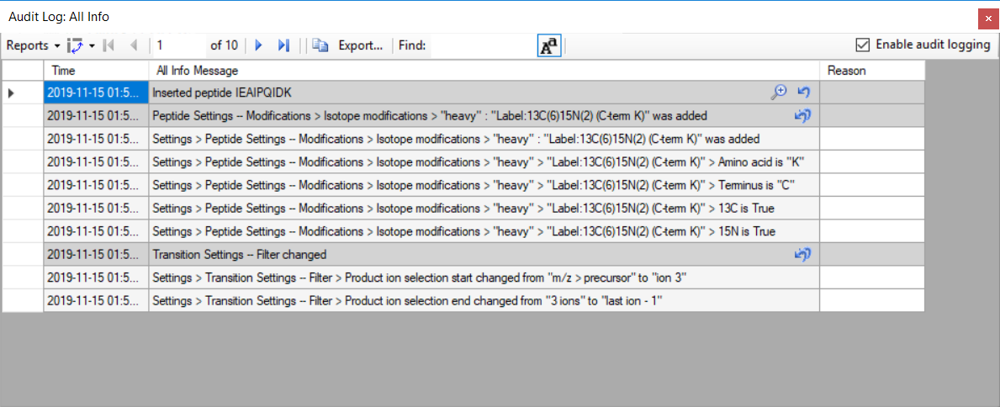 Audit Log: All Info
x
Reports 1 of 10 Export... Find: Aa Enable audit logging
Time All Info Message Reason
2019-11-15 01:5... Inserted peptide IEAIPQIDK
2019-11-15 01:5... Peptide Settings -- Modifications > Isotope modifications > "heavy" : "Label:13C(6)15N(2) (C-term K)" was added
2019-11-15 01:5... Settings > Peptide Settings -- Modifications > Isotope modifications > "heavy" : "Label:13C(6)15N(2) (C-term K)" was added
2019-11-15 01:5... Settings > Peptide Settings -- Modifications > Isotope modifications > "heavy" > "Label:13C(6)15N(2) (C-term K)" > Amino acid is "K"
2019-11-15 01:5... Settings > Peptide Settings -- Modifications > Isotope modifications > "heavy" > "Label:13C(6)15N(2) (C-term K)" > Terminus is "C"
2019-11-15 01:5... Settings > Peptide Settings -- Modifications > Isotope modifications > "heavy" > "Label:13C(6)15N(2) (C-term K)" > 13C is True
2019-11-15 01:5... Settings > Peptide Settings -- Modifications > Isotope modifications > "heavy" > "Label:13C(6)15N(2) (C-term K)" > 15N is True
2019-11-15 01:5... Transition Settings -- Filter changed
2019-11-15 01:5... Settings > Transition Settings -- Filter > Product ion selection start changed from "m/z > precursor" to "ion 3"
2019-11-15 01:5... Settings > Transition Settings -- Filter > Product ion selection end changed from "3 ions" to "last ion - 1"